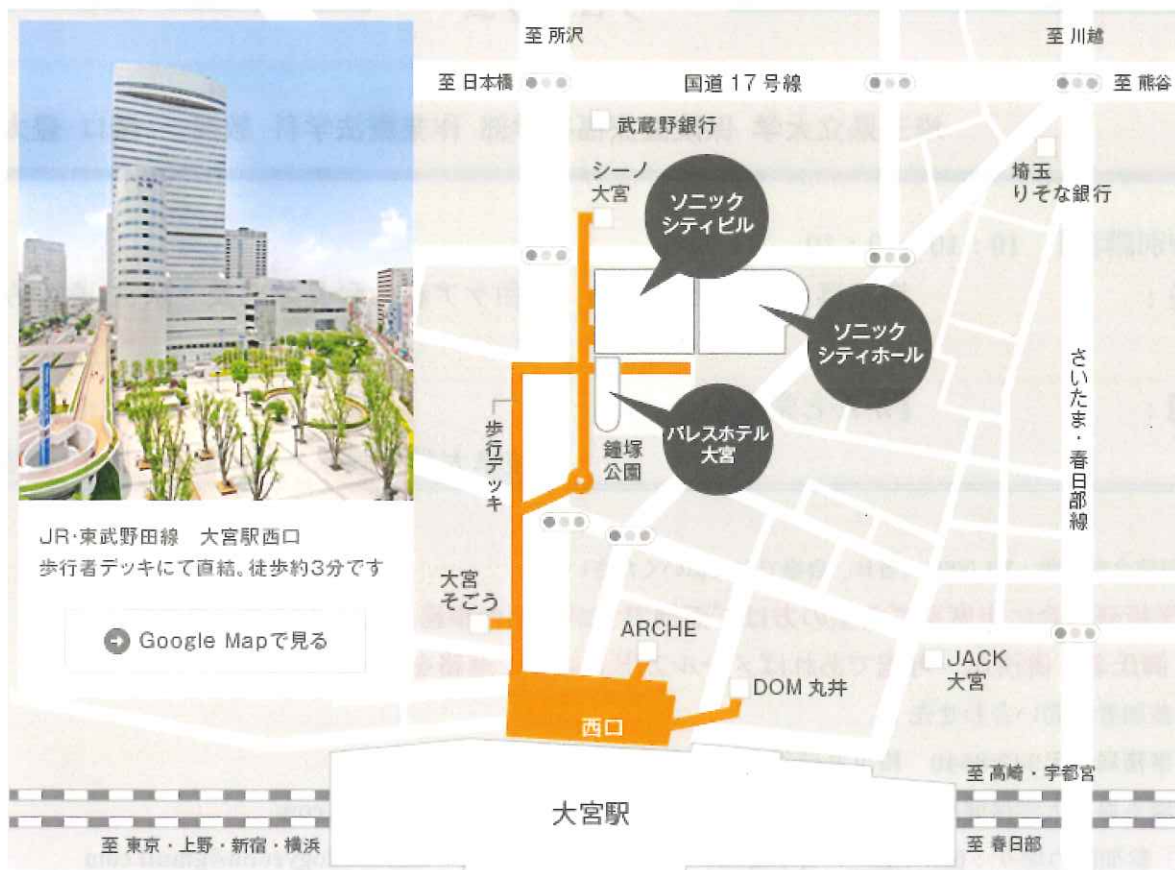 至 所沢
至 川越
至 日本橋
国道 17 号線
至 熊谷
武蔵野銀行
シーノ
大宮
ソニック
シティビル
埼玉
りそな銀行
ソニック
シティホール
さいたま・春日部線
歩行デッキ
鐘塚
公園
パレスホテル
大宮
JR・東武野田線 大宮駅西口
歩行者デッキにて直結。徒歩約3分です
Google Mapで見る
大宮
そごう
ARCHE
DOM 丸井
JACK
大宮
西口
大宮駅
至 高崎・宇都宮
至 東京・上野・新宿・横浜
至 春日部